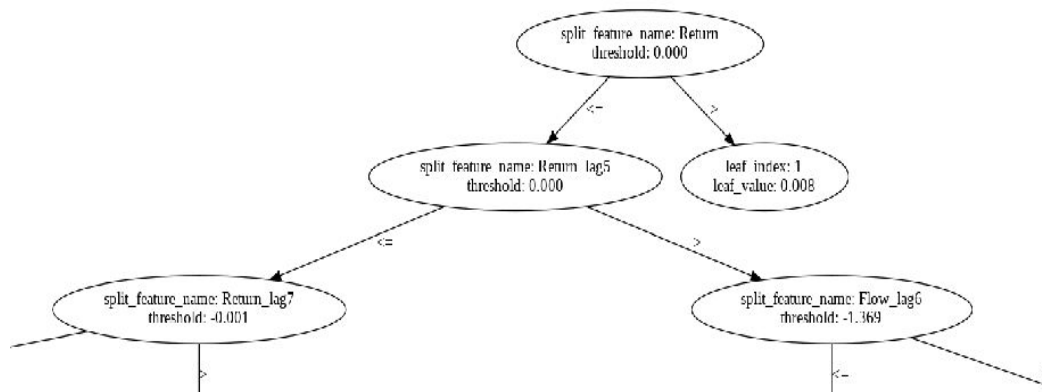 split_feature_name: Return
threshold: 0.000
<=
>
split_feature_name: Return_lag5
threshold: 0.000
leaf_index: 1
leaf_value: 0.008
<=
>
split_feature_name: Return_lag7
threshold: -0.001
split_feature_name: Flow_lag6
threshold: -1.369
>
<=